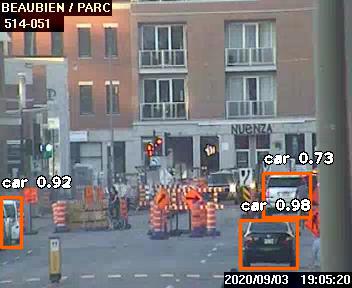 BEAUBIEN / PARC
514-051
NUENZA
car 0.73
car 0.92
car 0.98
2020/09/03 19:05:20